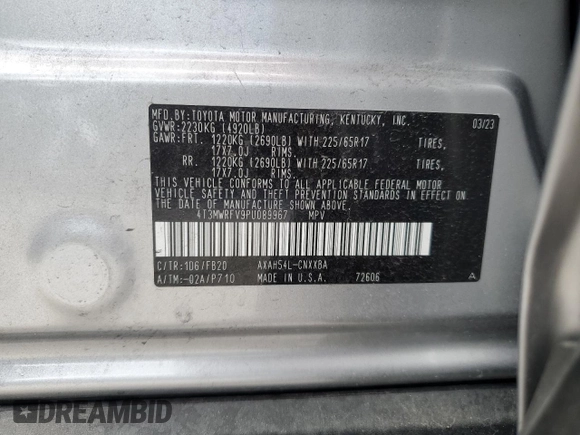 MFD.BY:TOYOTA MOTOR MANUFACTURING, KENTUCKY, INC.
GVWR:2230KG (4920LB) 03/23
GAWR:FRT. 1220KG (2690LB) WITH 225/65R17 TIRES,
17X7.0J RIMS.
RR. 1220KG (2690LB) WITH 225/65R17 TIRES,
17X7.0J RIMS.
THIS VEHICLE CONFORMS TO ALL APPLICABLE FEDERAL MOTOR
VEHICLE SAFETY AND THEFT PREVENTION STANDARDS IN EFFECT ON
THE DATE OF MANUFACTURE SHOWN ABOVE.
4T3MWRFV9PU089967 MPV
C/TR:1D6/FB20 AXAH54L-CNXXBA
A/TM:-02A/P710 MADE IN U.S.A. 72606 A
DREAMBID